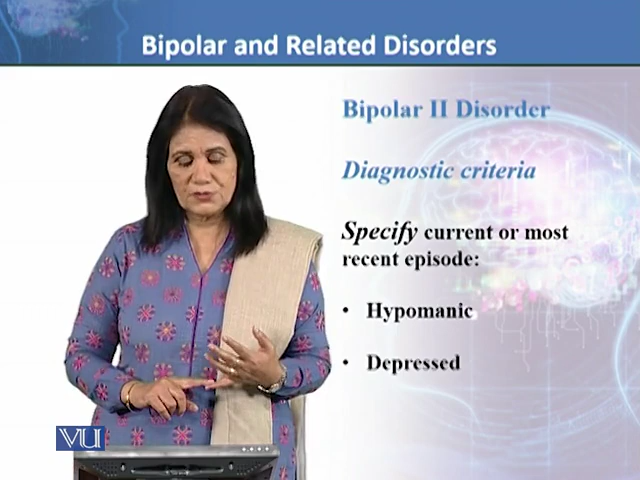 Bipolar and Related Disorders
Bipolar II Disorder
Diagnostic criteria
Specify current or most
recent episode:
• Hypomanic
• Depressed
VU